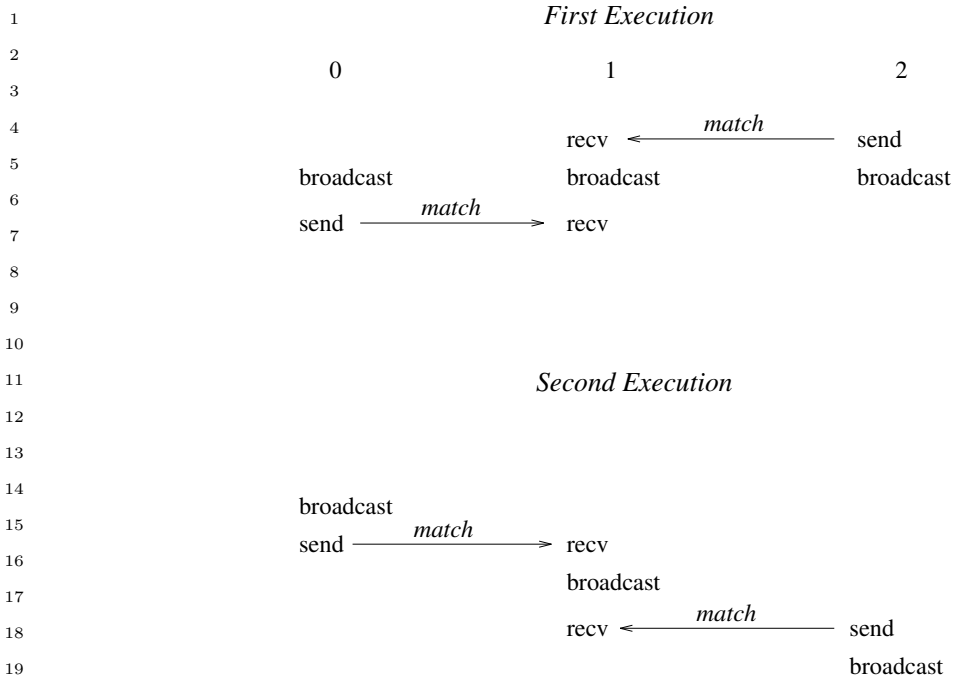 1 First Execution
2
0 1 2
3
4 match
recv send
5 broadcast broadcast broadcast
6 match
send recv
7
8
9
10
11 Second Execution
12
13
14
broadcast
15 match
send recv
16
broadcast
17 match
18 recv send
19 broadcast